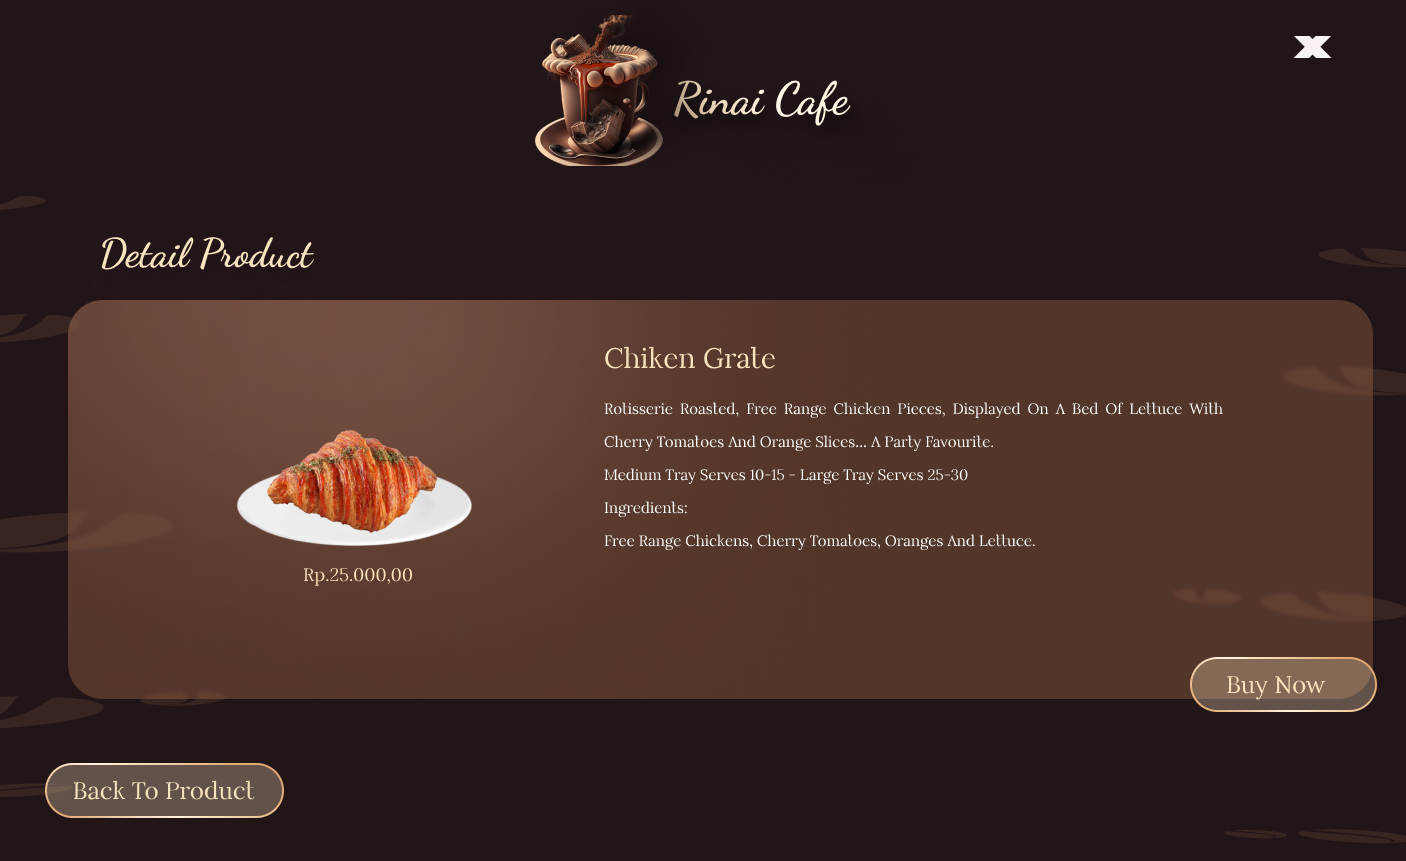 Rinai Cafe
Detail Product
Chiken Grate
Rotisserie Roasted, Free Range Chicken Pieces, Displayed On A Bed Of Lettuce With
Cherry Tomatoes And Orange Slices... A Party Favourite.
Medium Tray Serves 10-15 - Large Tray Serves 25-30
Ingredients:
Free Range Chickens, Cherry Tomatoes, Oranges And Lettuce.
Rp.25.000,00
Buy Now
Back To Product